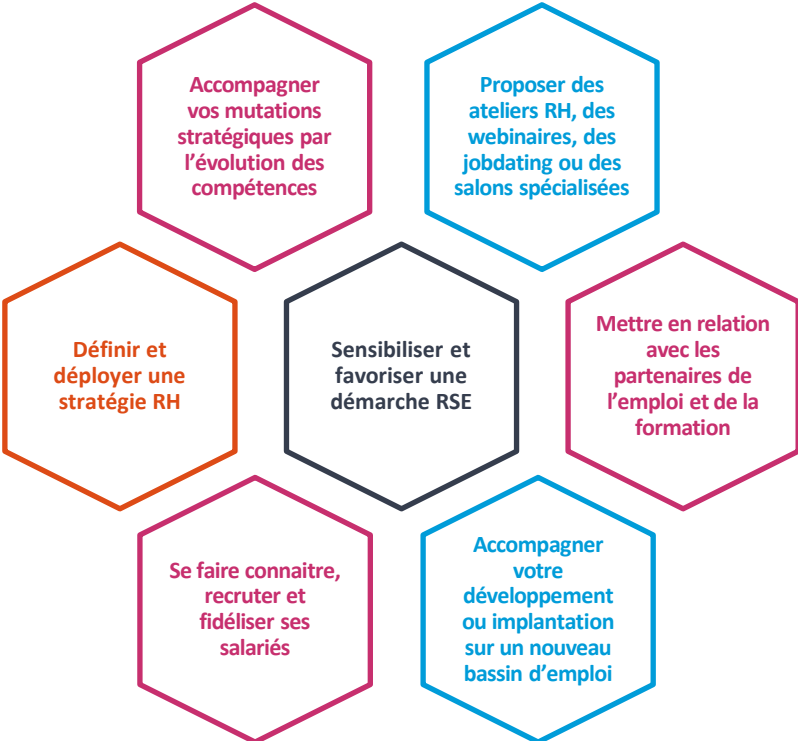 Accompagner
vos mutations
stratégiques par
l’évolution des
compétences
Proposer des
ateliers RH, des
webinaires, des
jobdating ou des
salons spécialisées
Définir et
déployer une
stratégie RH
Sensibiliser et
favoriser une
démarche RSE
Mettre en relation
avec les
partenaires de
l’emploi et de la
formation
Se faire connaitre,
recruter et
fidéliser ses
salariés
Accompagner
votre
développement
ou implantation
sur un nouveau
bassin d’emploi